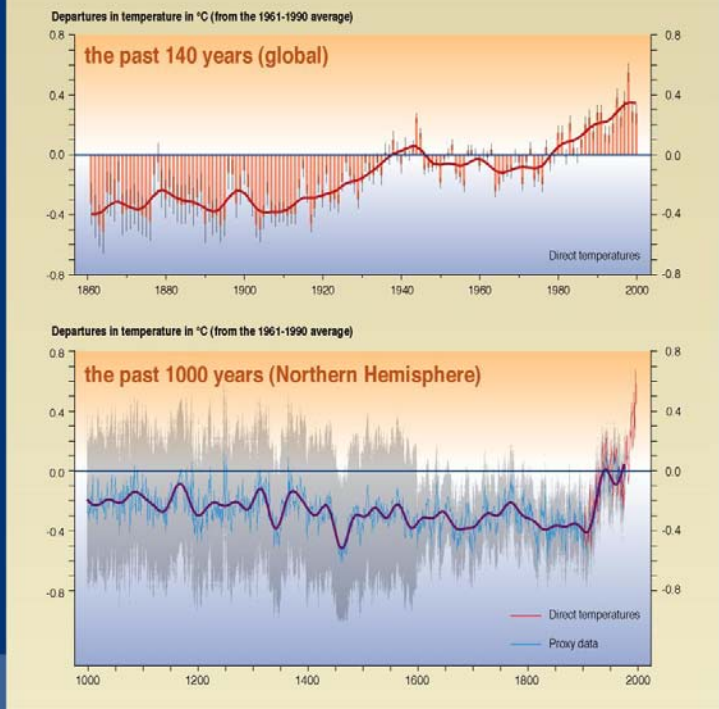 Departures in temperature in °C (from the 1961-1990 average)
the past 140 years (global)
0.8
0.4
0.0
-0.4
-0.8
0.8
0.4
0.0
-0.4
-0.8
Direct temperatures
1860 1880 1900 1920 1940 1960 1980 2000
Departures in temperature in °C (from the 1961-1990 average)
the past 1000 years (Northern Hemisphere)
0.8
0.4
0.0
-0.4
-0.8
0.8
0.4
0.0
-0.4
-0.8
Direct temperatures
Proxy data
1000 1200 1400 1600 1800 2000